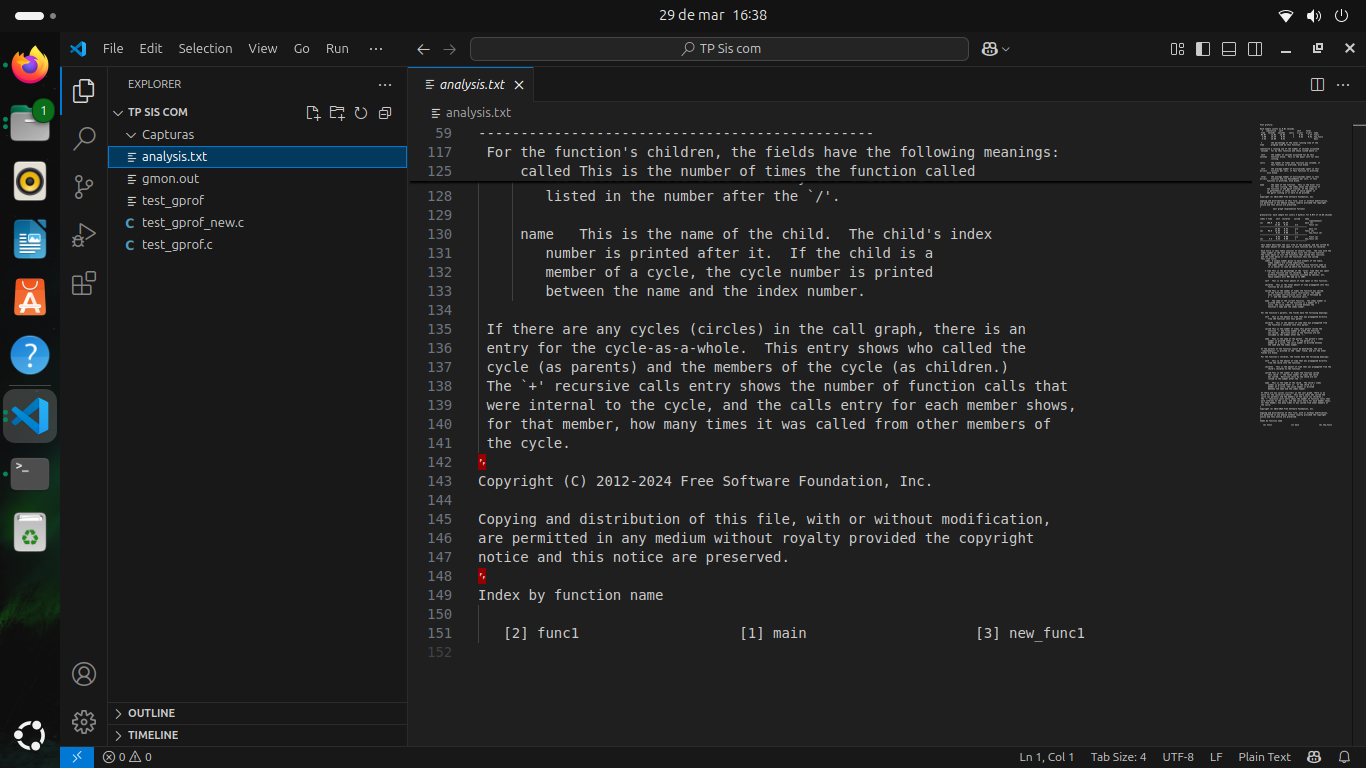 29 de mar 16:38
File Edit Selection View Go Run
TP Sis com
1
EXPLORER
TP SIS COM
Capturas
analysis.txt
gmon.out
test_gprof
C test_gprof_new.c
C test_gprof.c
OUTLINE
TIMELINE
analysis.txt
analysis.txt
59 -----------------------------------------------
117 For the function's children, the fields have the following meanings:
125 called This is the number of times the function called
128 listed in the number after the `/'.
129
130 name This is the name of the child. The child's index
131 number is printed after it. If the child is a
132 member of a cycle, the cycle number is printed
133 between the name and the index number.
134
135 If there are any cycles (circles) in the call graph, there is an
136 entry for the cycle-as-a-whole. This entry shows who called the
137 cycle (as parents) and the members of the cycle (as children.)
138 The `+' recursive calls entry shows the number of function calls that
139 were internal to the cycle, and the calls entry for each member shows,
140 for that member, how many times it was called from other members of
141 the cycle.
142
143 Copyright (C) 2012-2024 Free Software Foundation, Inc.
144
145 Copying and distribution of this file, with or without modification,
146 are permitted in any medium without royalty provided the copyright
147 notice and this notice are preserved.
148
149 Index by function name
150
151 [2] func1 [1] main [3] new_func1
152
0 0
Ln 1, Col 1 Tab Size: 4 UTF-8 LF Plain Text